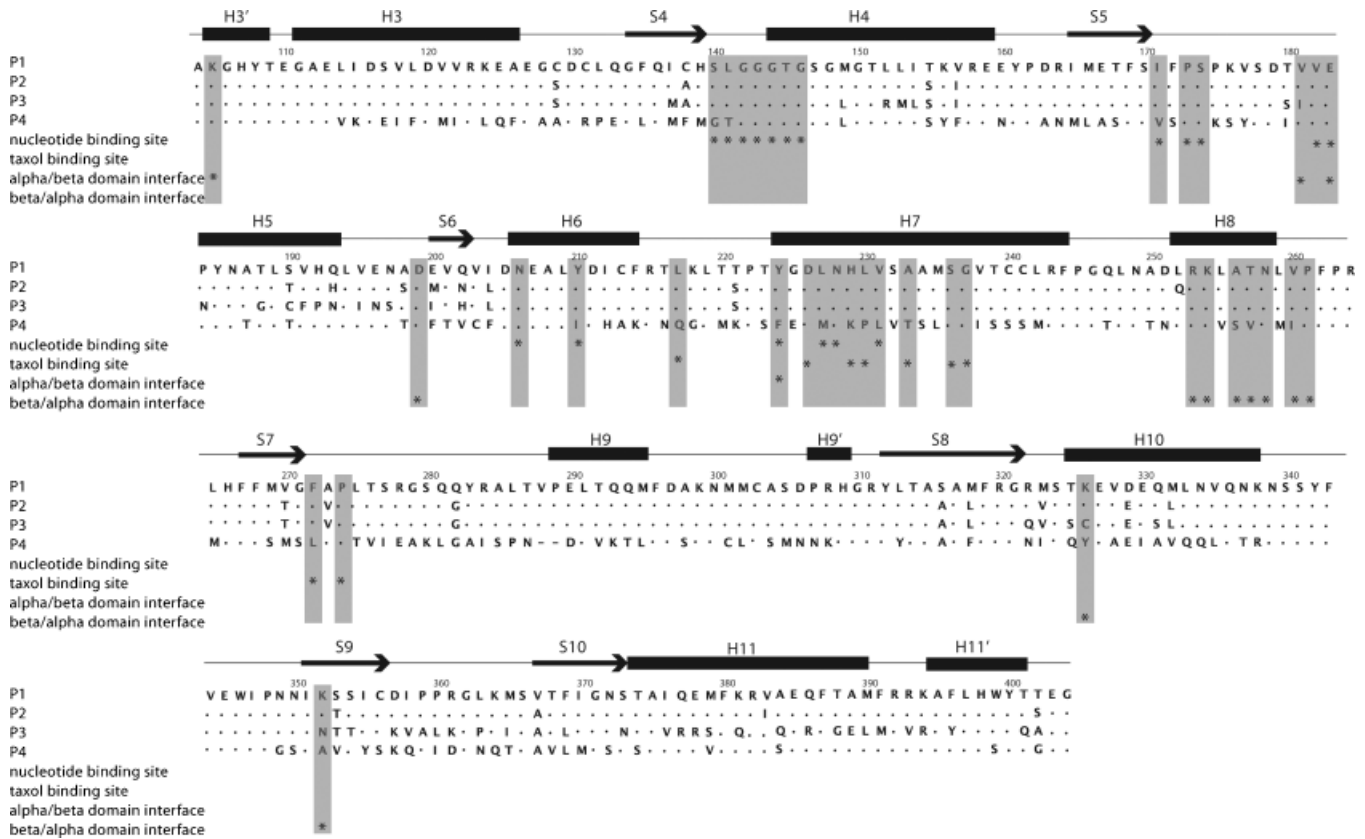 H3' H3 S4 H4 S5
110 120 130 140 150 160 170 180
P1 A K G H Y T E G A E L I D S V L D V V R K E A E G C D C L Q G F Q I C H S L G G G T G S G M G T L L I T K V R E E Y P D R I M E T F S I F P S P K V S D T V V E
P2 · · · · · · · · · · · · · · · · · · · · · · · · · S · · · · · · · · A · · · · · · · · · · · · · · · · S · I · · · · · · · · · · · · · · · · · · · · · · · · · ·
P3 · · · · · · · · · · · · · · · · · · · · · · · · · S · · · · · · · M A · · · · · · · · · · L · · R M L S · I · · · · · · · · · · · · · · · · · · · · · · S I · ·
P4 · · · · · · · · · · V K · E I F · M I · L Q F · A A · R P E · L · M F M G T · · · · · · · L · · · · · S Y F · · N · · A N M L A S · · V S · · K S Y · · I · · ·
nucleotide binding site * * * * * * * * * * * *
taxol binding site
alpha/beta domain interface * * *
beta/alpha domain interface
H5 S6 H6 H7 H8
190 200 210 220 230 240 250 260
P1 P Y N A T L S V H Q L V E N A D E V Q V I D N E A L Y D I C F R T L K L T T P T Y G D L N H L V S A A M S G V T C C L R F P G Q L N A D L R K L A T N L V P F P R
P2 · · · · · · T · · H · · · · S · M · N · L · · · · · · · · · · · · · · · · S · · · · · · · · · · · · · · · · · · · · · · · · · · · · · · Q · · · · · · · · · · ·
P3 N · · · G · C F P N · I N S · · I · H · L · · · · · · · · · · · · · · · · S · · · · · · · · · · · · · · · · · · · · · · · · · · · · · · · · · · · · · · · · · ·
P4 · · · T · · T · · · · · · · T · F T V C F · · · · · I · H A K · N Q G · M K · S F E · M · K P L V T S L · · I S S S M · · · · T · T N · · · V S V · M I · · · ·
nucleotide binding site * * * * * *
taxol binding site * * * * * * *
alpha/beta domain interface *
beta/alpha domain interface * * * * * * * *
S7 H9 H9' S8 H10
270 280 290 300 310 320 330 340
P1 L H F F M V G F A P L T S R G S Q Q Y R A L T V P E L T Q Q M F D A K N M M C A S D P R H G R Y L T A S A M F R G R M S T K E V D E Q M L N V Q N K N S S Y F
P2 · · · · · T · · V · · · · · · · · G · · · · · · · · · · · · · · · · · · · · · · · · · · · · · · · · · A · L · · · · V · · · · · E · · L · · · · · · · · · · ·
P3 · · · · · T · · V · · · · · · · · G · · · · · · · · · · · · · · · · · · · · · · · · · · · · · · · · · A · L · · · Q V · S C · · E · S L · · · · · · · · · · ·
P4 M · · · S M S L · · T V I E A K L G A I S P N - - D · V K T L · · S · · C L · S M N N K · · · · Y · · A · F · · · N I · Q Y · A E I A V Q Q L · T R · · · · ·
nucleotide binding site
taxol binding site * *
alpha/beta domain interface
beta/alpha domain interface *
S9 S10 H11 H11'
350 360 370 380 390 400
P1 V E W I P N N I K S S I C D I P P R G L K M S V T F I G N S T A I Q E M F K R V A E Q F T A M F R R K A F L H W Y T T E G
P2 · · · · · · · · · T · · · · · · · · · · · · · A · · · · · · · · · · · · · · · I · · · · · · · · · · · · · · · · · · S · ·
P3 · · · · · · · · N T T · · K V A L K · P · I · A · L · · N · · V R R S · Q . . Q · R · G E L M · V R · Y · · · · Q A · · ·
P4 · · · · · G S · A V · Y S K Q · I D · N Q T · A V L M · S · S · · · · · V · · · · S · · · · · · · · · · · · · · S · · G · ·
nucleotide binding site
taxol binding site
alpha/beta domain interface
beta/alpha domain interface *